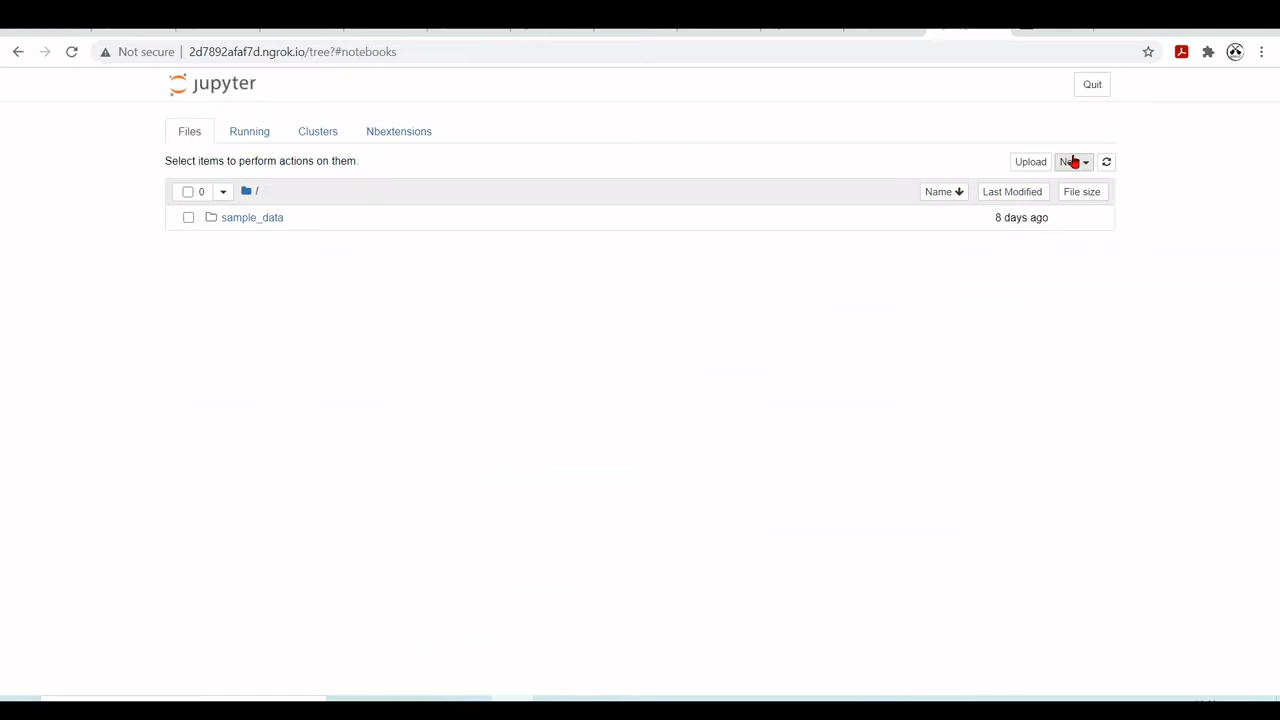 Not secure | 2d7892afaf7d.ngrok.io/tree?#notebooks
jupyter
Quit
Files Running Clusters Nbextensions
Select items to perform actions on them.
Upload
0 / Name Last Modified File size
sample_data 8 days ago